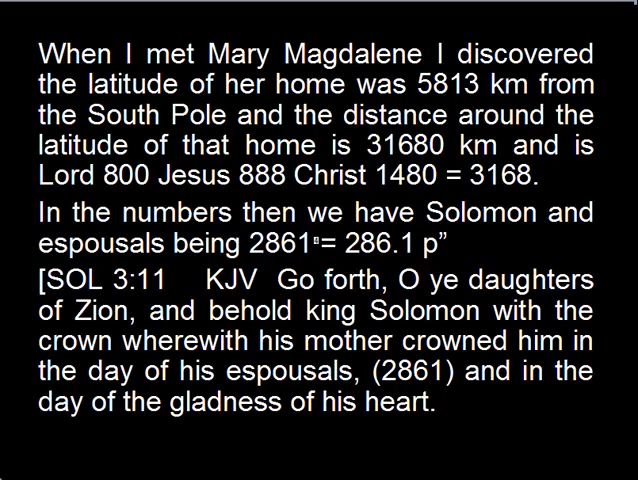 When I met Mary Magdalene I discovered
the latitude of her home was 5813 km from
the South Pole and the distance around the
latitude of that home is 31680 km and is
Lord 800 Jesus 888 Christ 1480 = 3168.
In the numbers then we have Solomon and
espousals being 2861 = 286.1 p”
[SOL 3:11 KJV Go forth, O ye daughters
of Zion, and behold king Solomon with the
crown wherewith his mother crowned him in
the day of his espousals, (2861) and in the
day of the gladness of his heart.